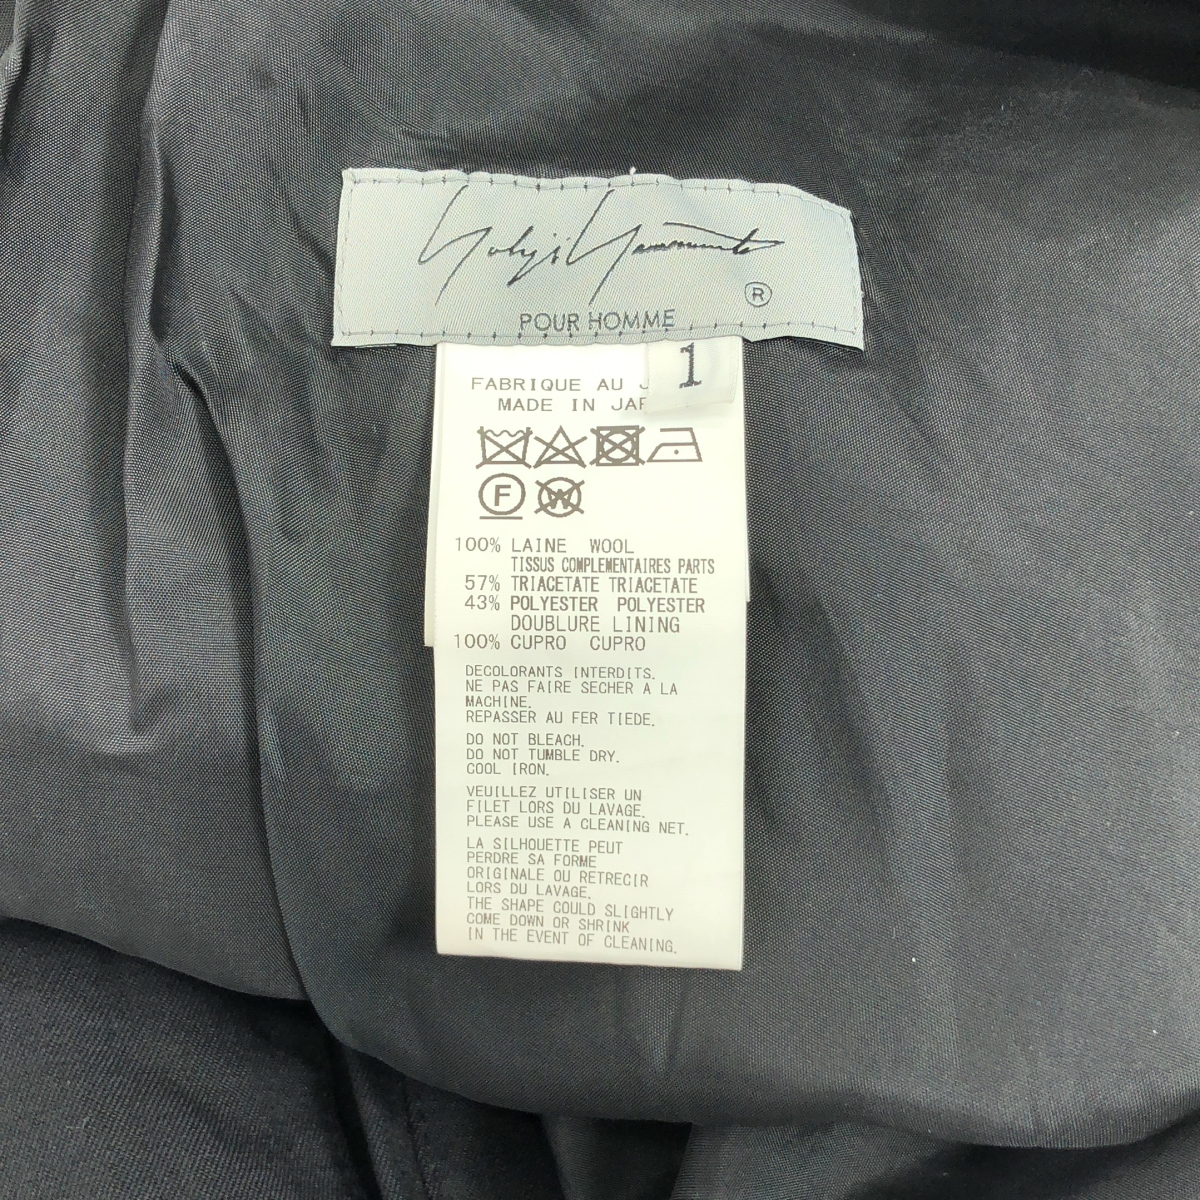 Yohji Yamamoto
®
POUR HOMME
1
FABRIQUE AU
MADE IN
F
W
100% LAINE WOOL
TISSUS COMPLEMENTAIRES PARTS
57% TRIACETATE TRIACETATE
43% POLYESTER POLYESTER
DOUBLURE LINING
100% CUPRO CUPRO
DECOLORANTS INTERDITS.
NE PAS FAIRE SECHER A LA
MACHINE.
REPASSER AU FER TIEDE.
DO NOT BLEACH.
DO NOT TUMBLE DRY.
COOL IRON.
VEUILLEZ UTILISER UN
FILET LORS DU LAVAGE.
PLEASE USE A CLEANING NET.
LA SILHOUETTE PEUT
PERDRE SA FORME
ORIGINALE OU RETRECIR
LORS DU LAVAGE.
THE SHAPE COULD SLIGHTLY
COME DOWN OR SHRINK
IN THE EVENT OF CLEANING.